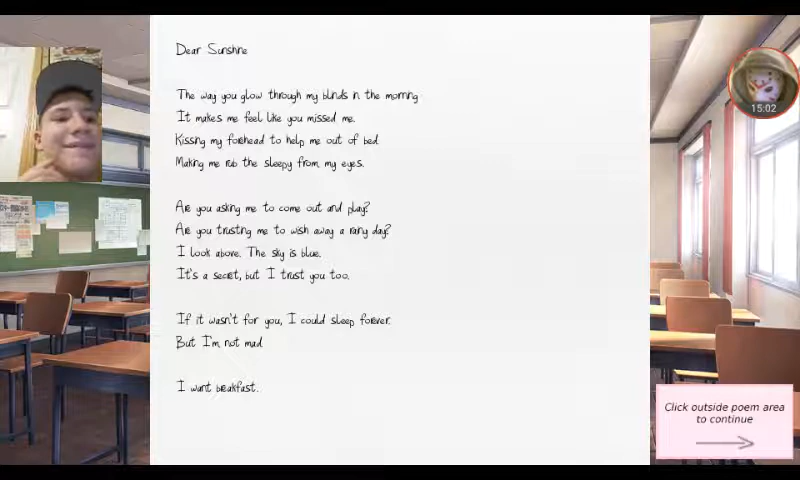 Dear Sunshine
The way you glow through my blinds in the morning
It makes me feel like you missed me.
Kissing my forehead to help me out of bed
Making me rub the sleepy from my eyes.
Are you asking me to come out and play?
Are you trusting me to wish away a rainy day?
I look above. The sky is blue.
It's a secret, but I trust you too.
If it wasn't for you, I could sleep forever.
But I'm not mad
I want breakfast.
15:02
Click outside poem area
to continue